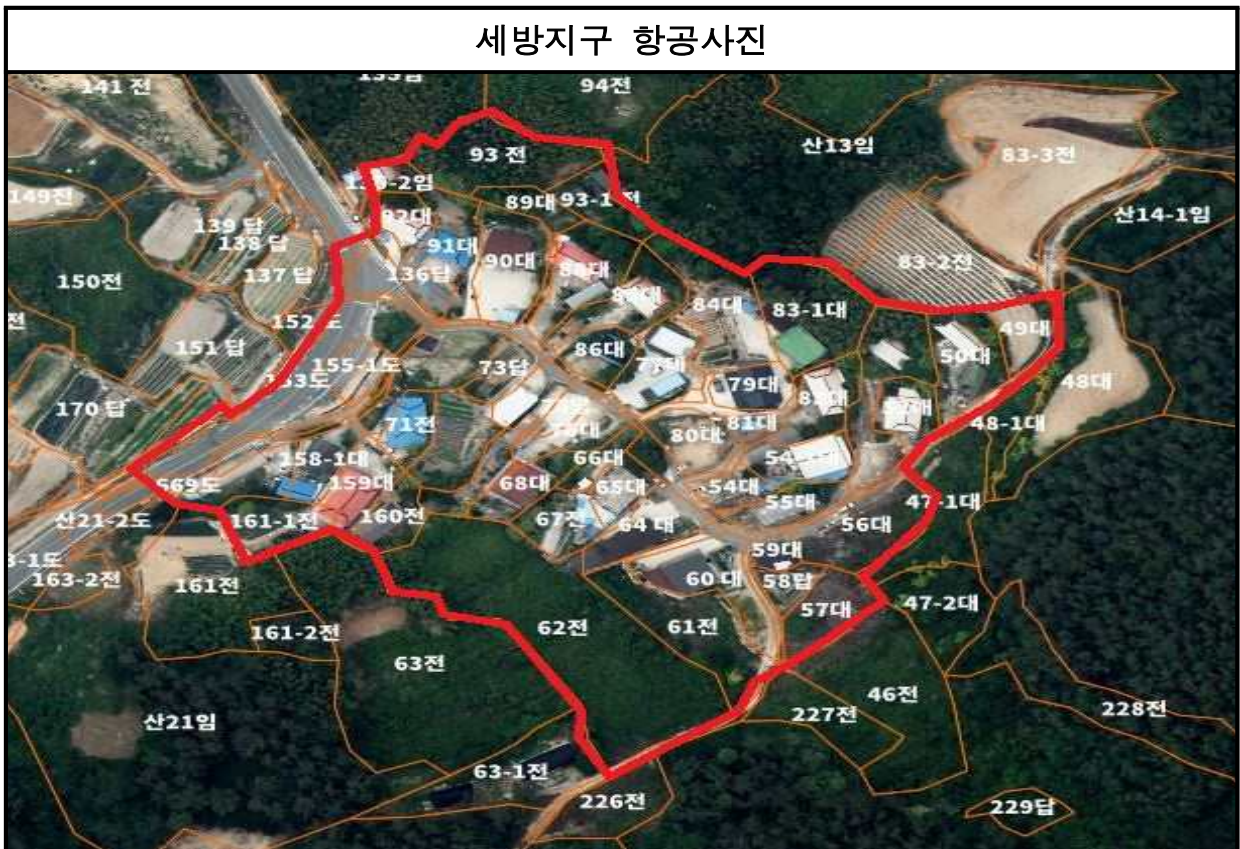 세방지구 항공사진
141 전
94전
93 전
산13임
83-3전
149전
89대
93-1 전
산14-1임
139 답
138 답
92대
91대
90대
88대
137 답
136답
83-2전
150전
전
84대
83-1대
152 도
49대
151 답
155-1도
86대
50대
153도
73답
79대
48대
170 답
71전
81대
48-1대
80대
66대
158-1대
159대
68대
65대
54대
55대
669도
산21-2도
161-1전
160전
67전
64 대
56대
47-1대
59대
163-2전
161전
60 대
58답
57대
47-2대
161-2전
62전
61전
63전
46전
산21임
227전
228전
63-1전
226전
229답